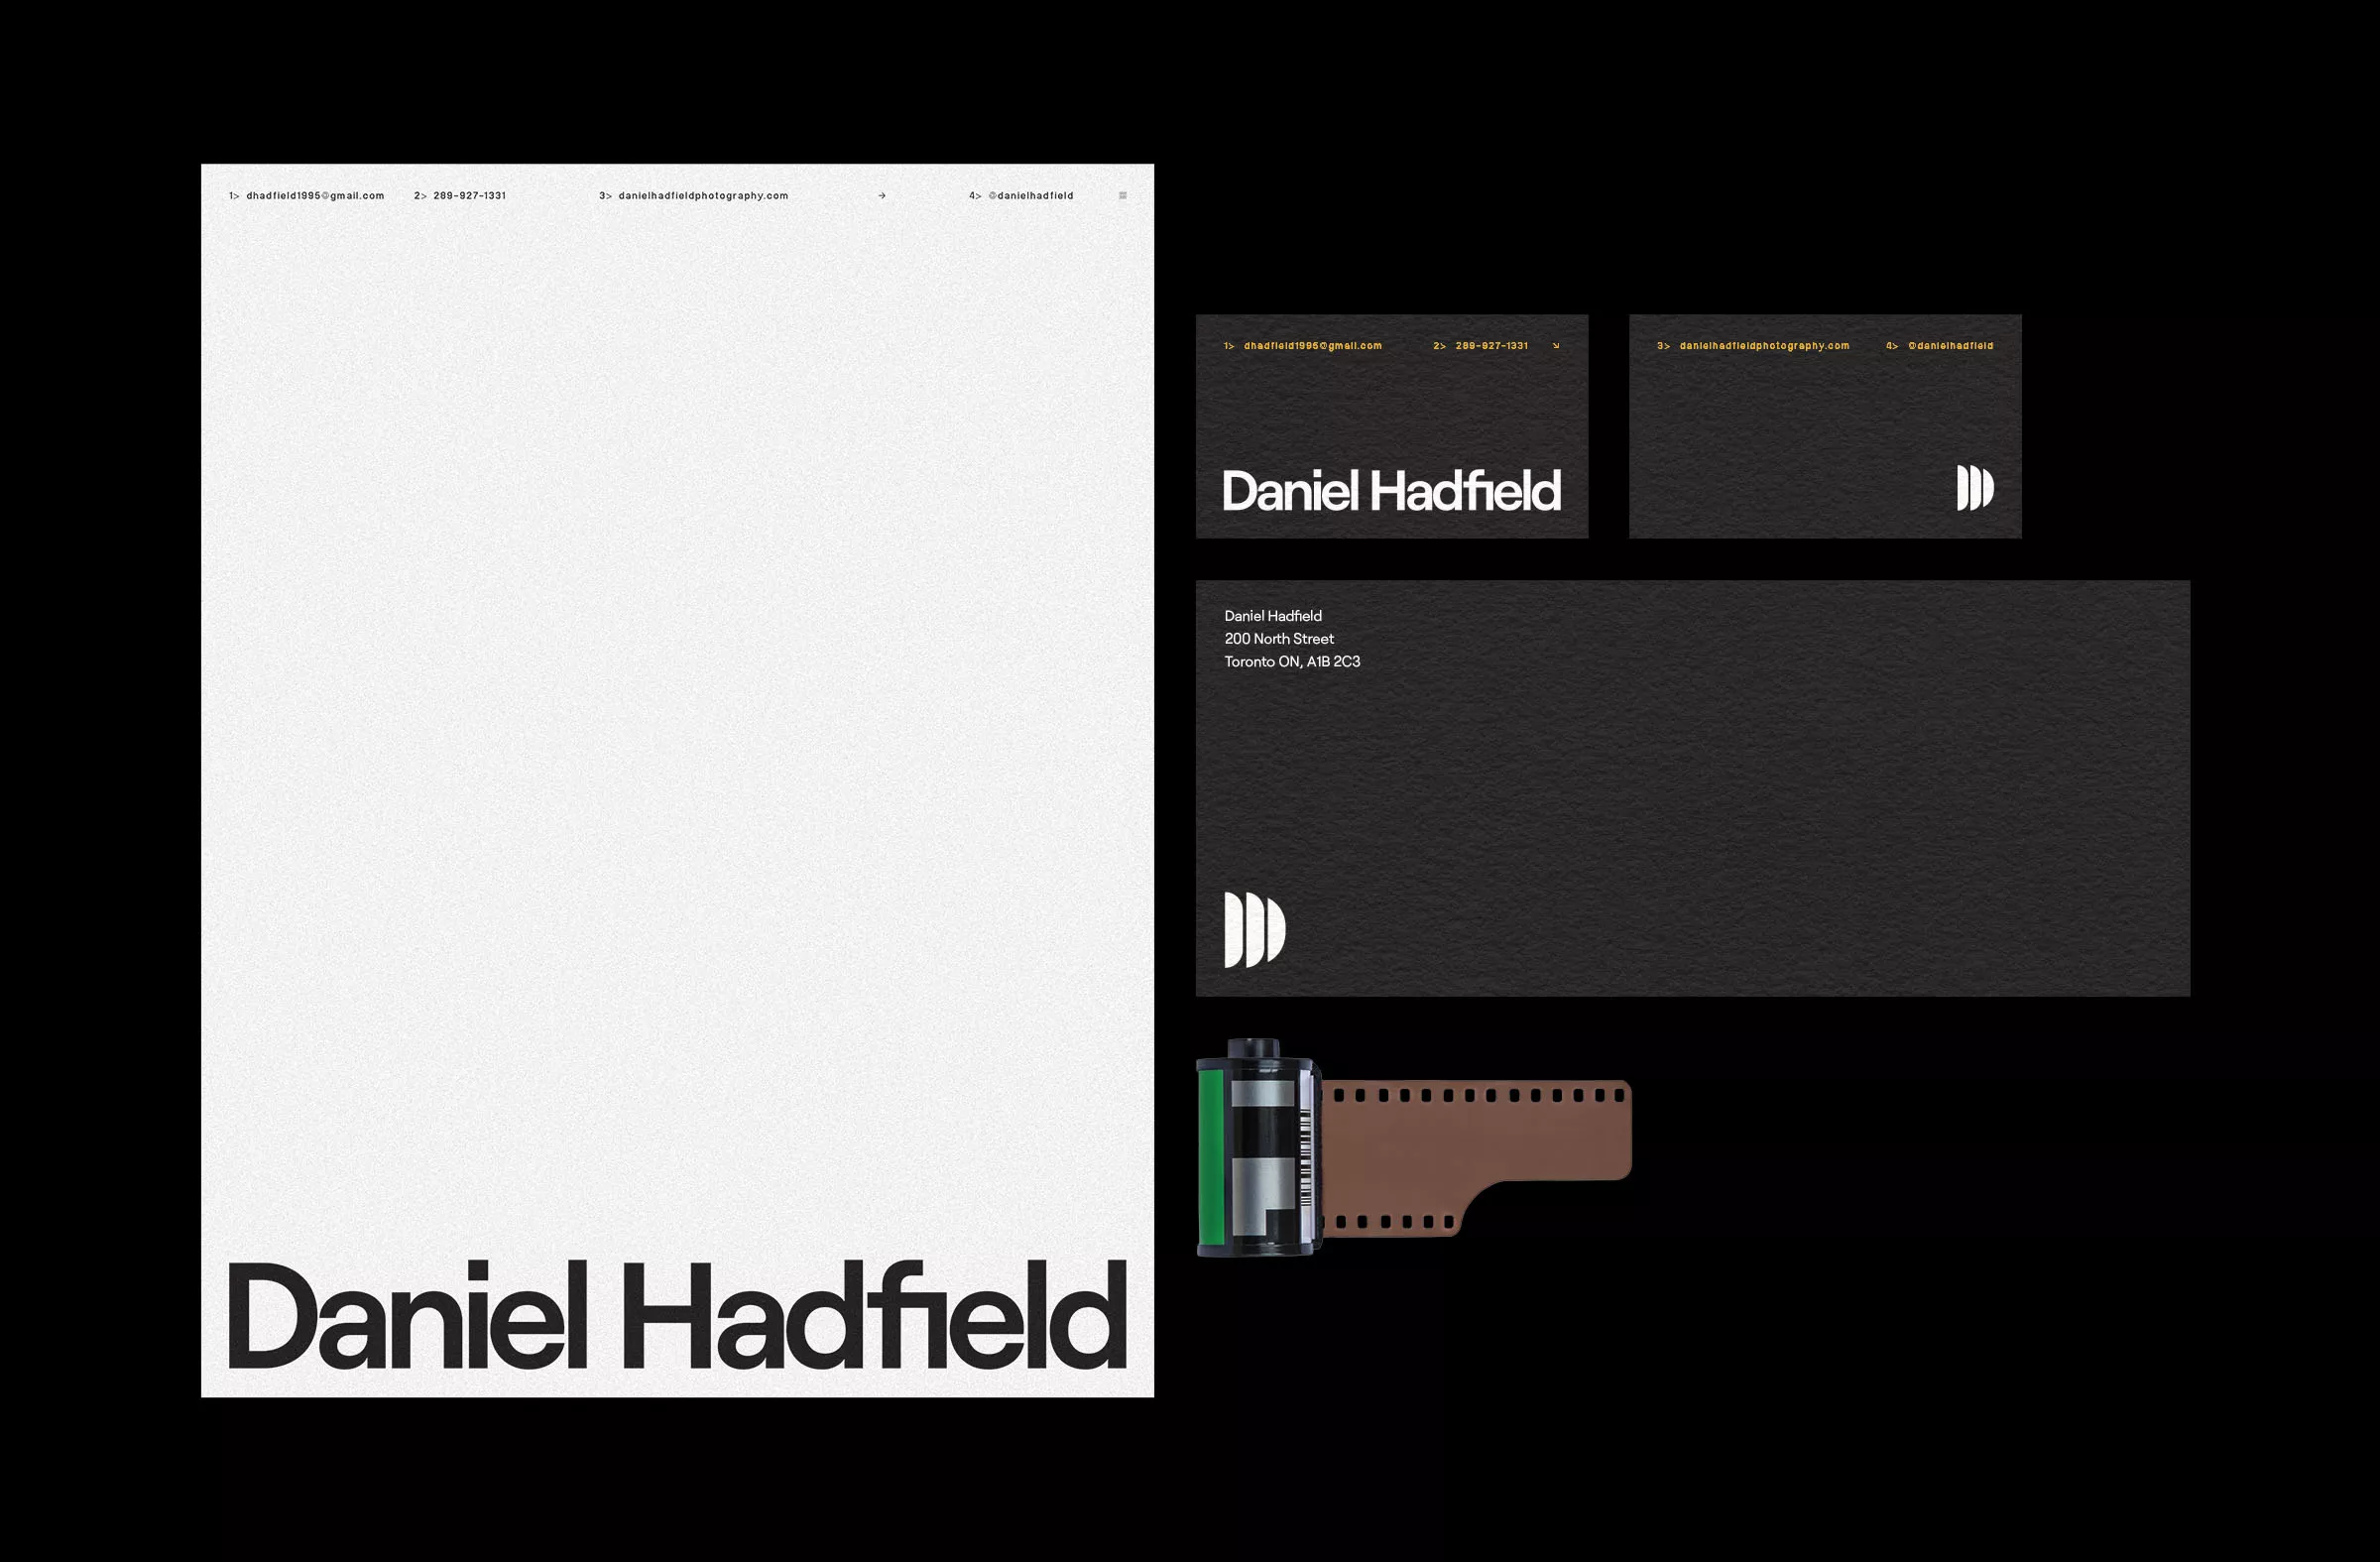 1> dhadfield1995@gmail.com 2> 289-927-1331 3> danielhadfieldphotography.com → 4> @danielhadfield
Daniel Hadfield
1> dhadfield1995@gmail.com 2> 289-927-1331 ↘
Daniel Hadfield
3> danielhadfieldphotography.com 4> @danielhadfield
Daniel Hadfield
200 North Street
Toronto ON, A1B 2C3